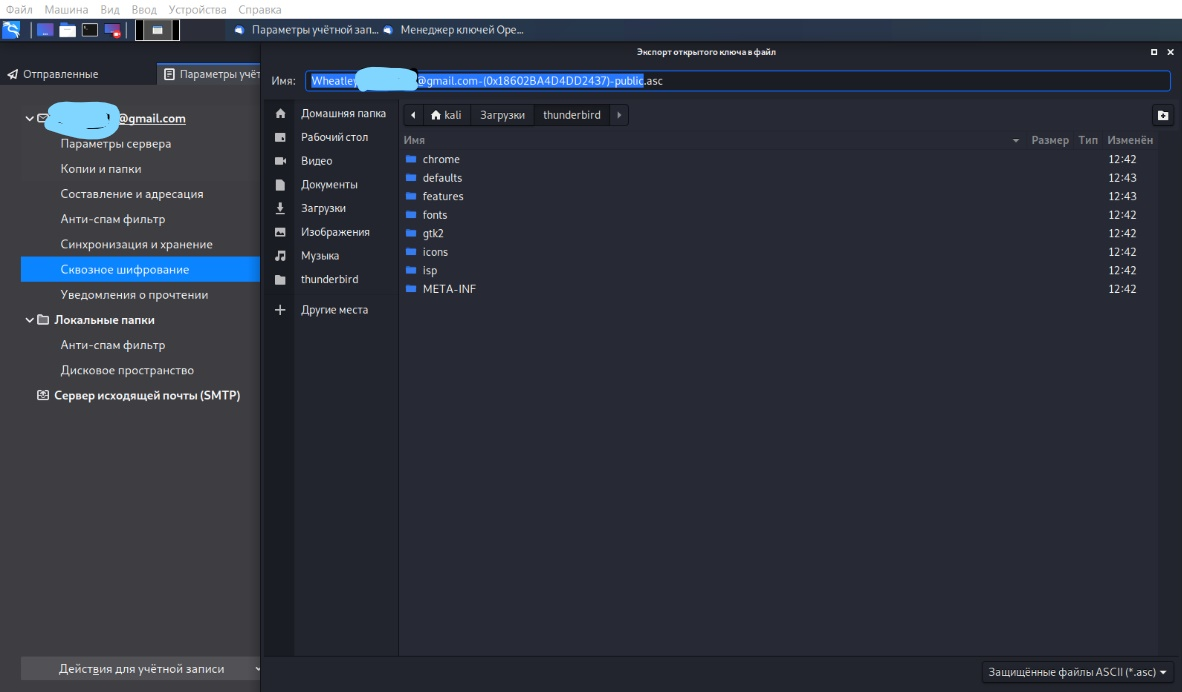 Файл Машина Вид Ввод Устройства Справка
Параметры учётной зап... Менеджер ключей Ope...
Отправленные
Параметры учёт
@gmail.com
Параметры сервера
Копии и папки
Составление и адресация
Анти-спам фильтр
Синхронизация и хранение
Сквозное шифрование
Уведомления о прочтении
Локальные папки
Анти-спам фильтр
Дисковое пространство
Сервер исходящей почты (SMTP)
Действия для учётной записи
Экспорт открытого ключа в файл
Имя: Wheatley @gmail.com-(0x18602BA4D4DD2437)-public.asc
Домашняя папка
Рабочий стол
Видео
Документы
Загрузки
Изображения
Музыка
thunderbird
Другие места
kali Загрузки thunderbird
Имя Размер Тип Изменён
chrome 12:42
defaults 12:43
features 12:43
fonts 12:42
gtk2 12:42
icons 12:42
isp 12:42
META-INF 12:42
Защищённые файлы ASCII (*.asc)